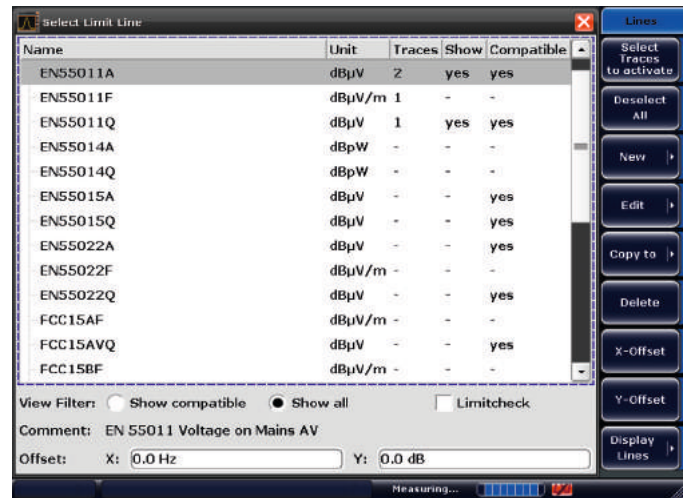 Select Limit Line
Lines
Name Unit Traces Show Compatible
EN55011A dBµV 2 yes yes
EN55011F dBµV/m 1 - -
EN55011Q dBµV 1 yes yes
EN55014A dBpW - - -
EN55014Q dBpW - - -
EN55015A dBµV - - yes
EN55015Q dBµV - - yes
EN55022A dBµV - - yes
EN55022F dBµV/m - - -
EN55022Q dBµV - - yes
FCC15AF dBµV/m - - -
FCC15AVQ dBµV - - yes
FCC15BF dBµV/m - - -
View Filter: Show compatible Show all Limitcheck
Comment: EN 55011 Voltage on Mains AV
Offset: X: 0.0 Hz Y: 0.0 dB
Measuring...
Select
Traces
to activate
Deselect
All
New
Edit
Copy to
Delete
X-Offset
Y-Offset
Display
Lines